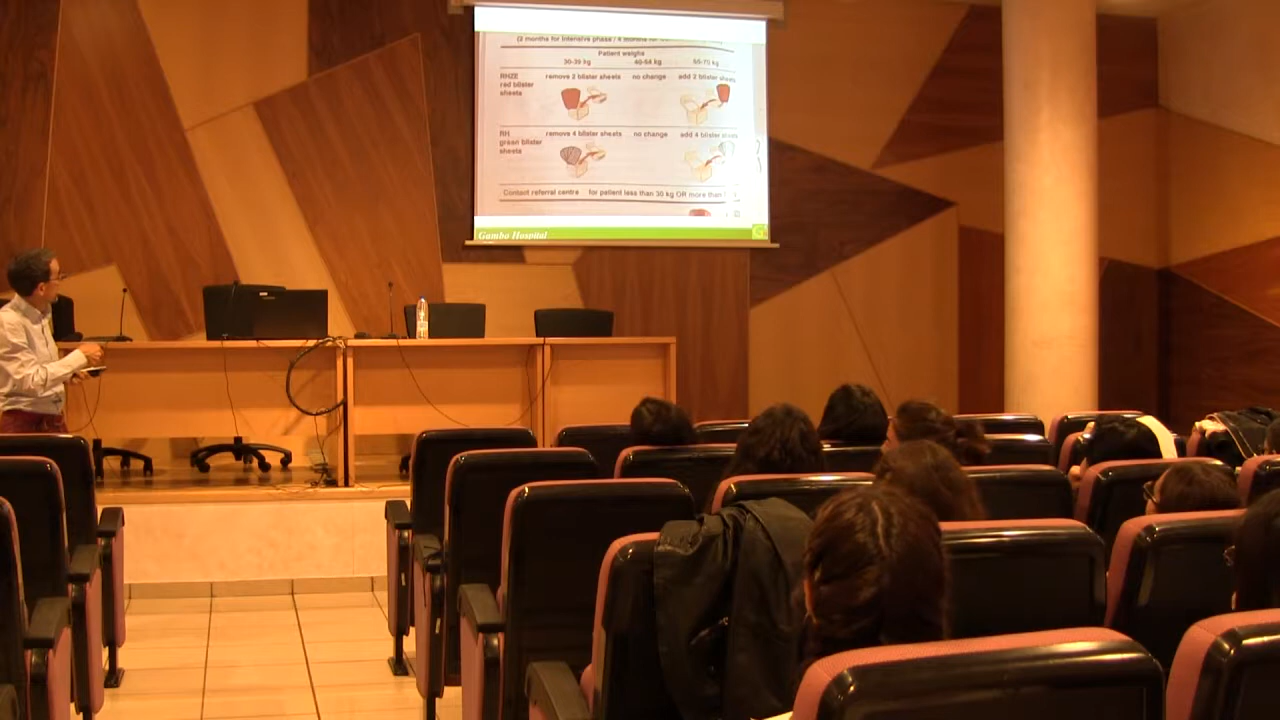 (2 months for intensive phase / 4 months for
Patient weighs
30-39 kg 40-54 kg 55-70 kg
RHZE remove 2 blister sheets no change add 2 blister sheets
red blister
sheets
RH remove 4 blister sheets no change add 4 blister sheets
green blister
sheets
Contact referral centre for patient less than 30 kg OR more than
Gambo Hospital
G